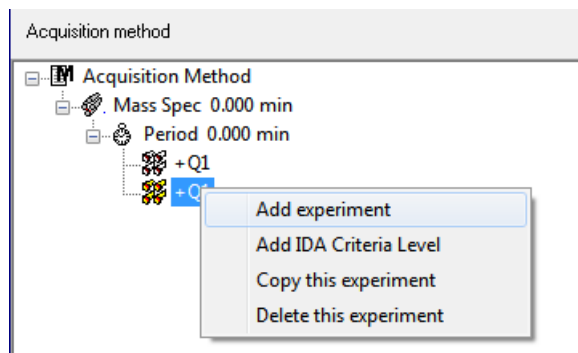 Acquisition method
Acquisition Method
Mass Spec 0.000 min
Period 0.000 min
+Q1
+Q1
Add experiment
Add IDA Criteria Level
Copy this experiment
Delete this experiment